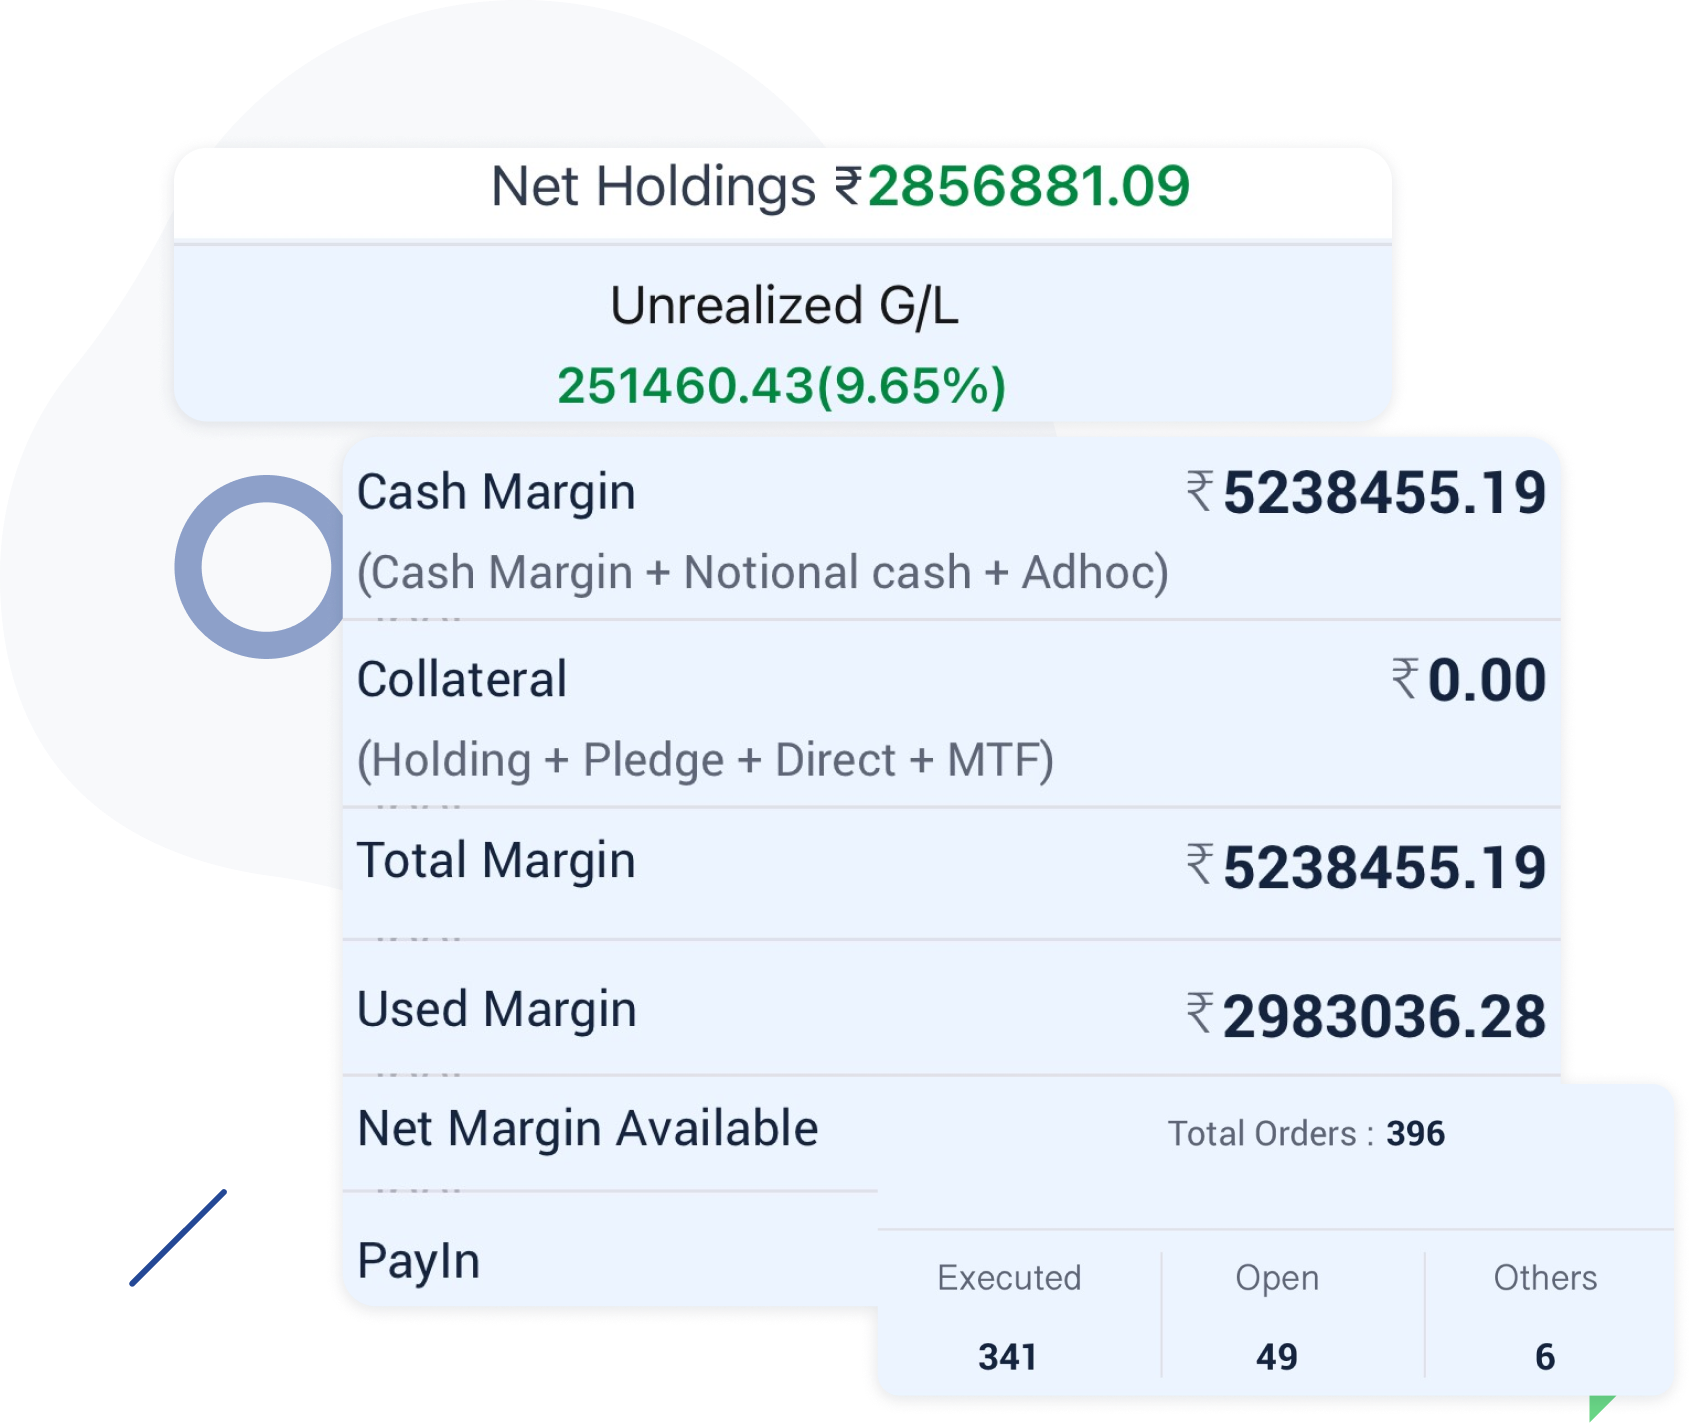 Net Holdings ₹2856881.09
Unrealized G/L
251460.43(9.65%)
Cash Margin ₹5238455.19
(Cash Margin + Notional cash + Adhoc)
Collateral ₹0.00
(Holding + Pledge + Direct + MTF)
Total Margin ₹5238455.19
Used Margin ₹2983036.28
Net Margin Available
Total Orders : 396
PayIn
Executed Open Others
341 49 6